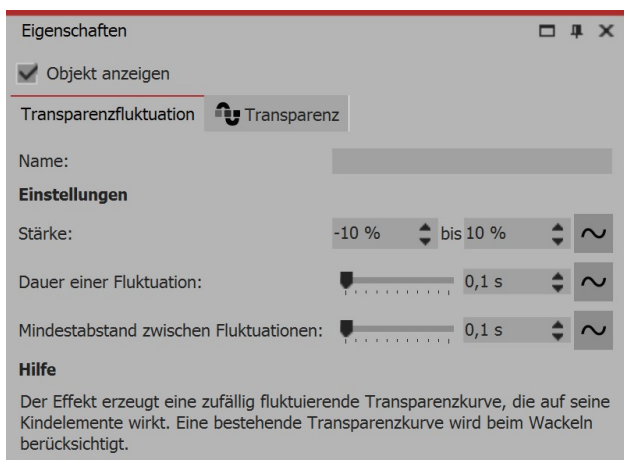 Eigenschaften
Objekt anzeigen
Transparenzfluktuation Transparenz
Name:
Einstellungen
Stärke: -10 % bis 10 %
Dauer einer Fluktuation: 0,1 s
Mindestabstand zwischen Fluktuationen: 0,1 s
Hilfe
Der Effekt erzeugt eine zufällig fluktuierende Transparenzkurve, die auf seine
Kindelemente wirkt. Eine bestehende Transparenzkurve wird beim Wackeln
berücksichtigt.